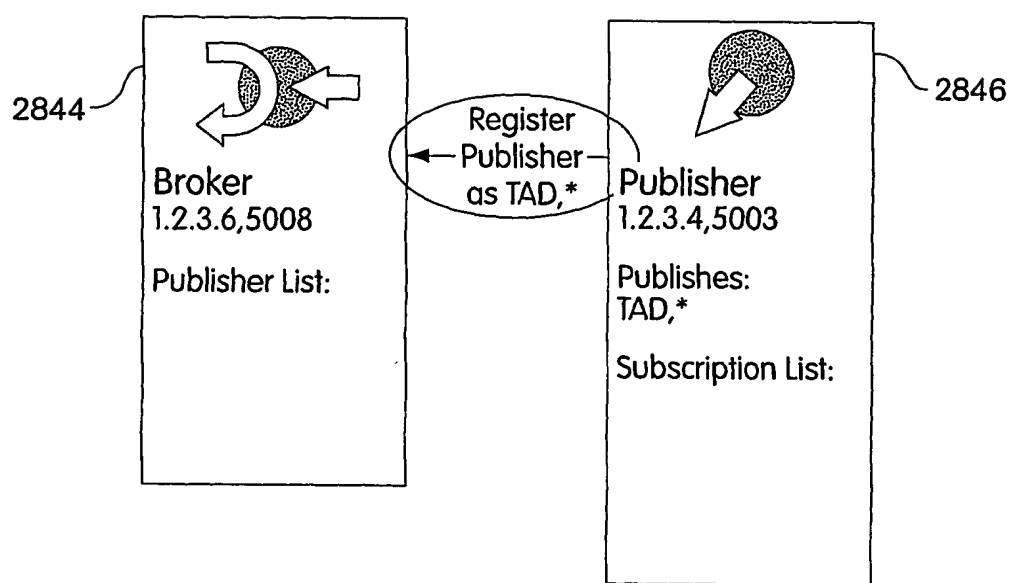 2844
Broker
1.2.3.6,5008
Publisher List:
Register
Publisher
as TAD,*
2846
Publisher
1.2.3.4,5003
Publishes:
TAD,*
Subscription List: